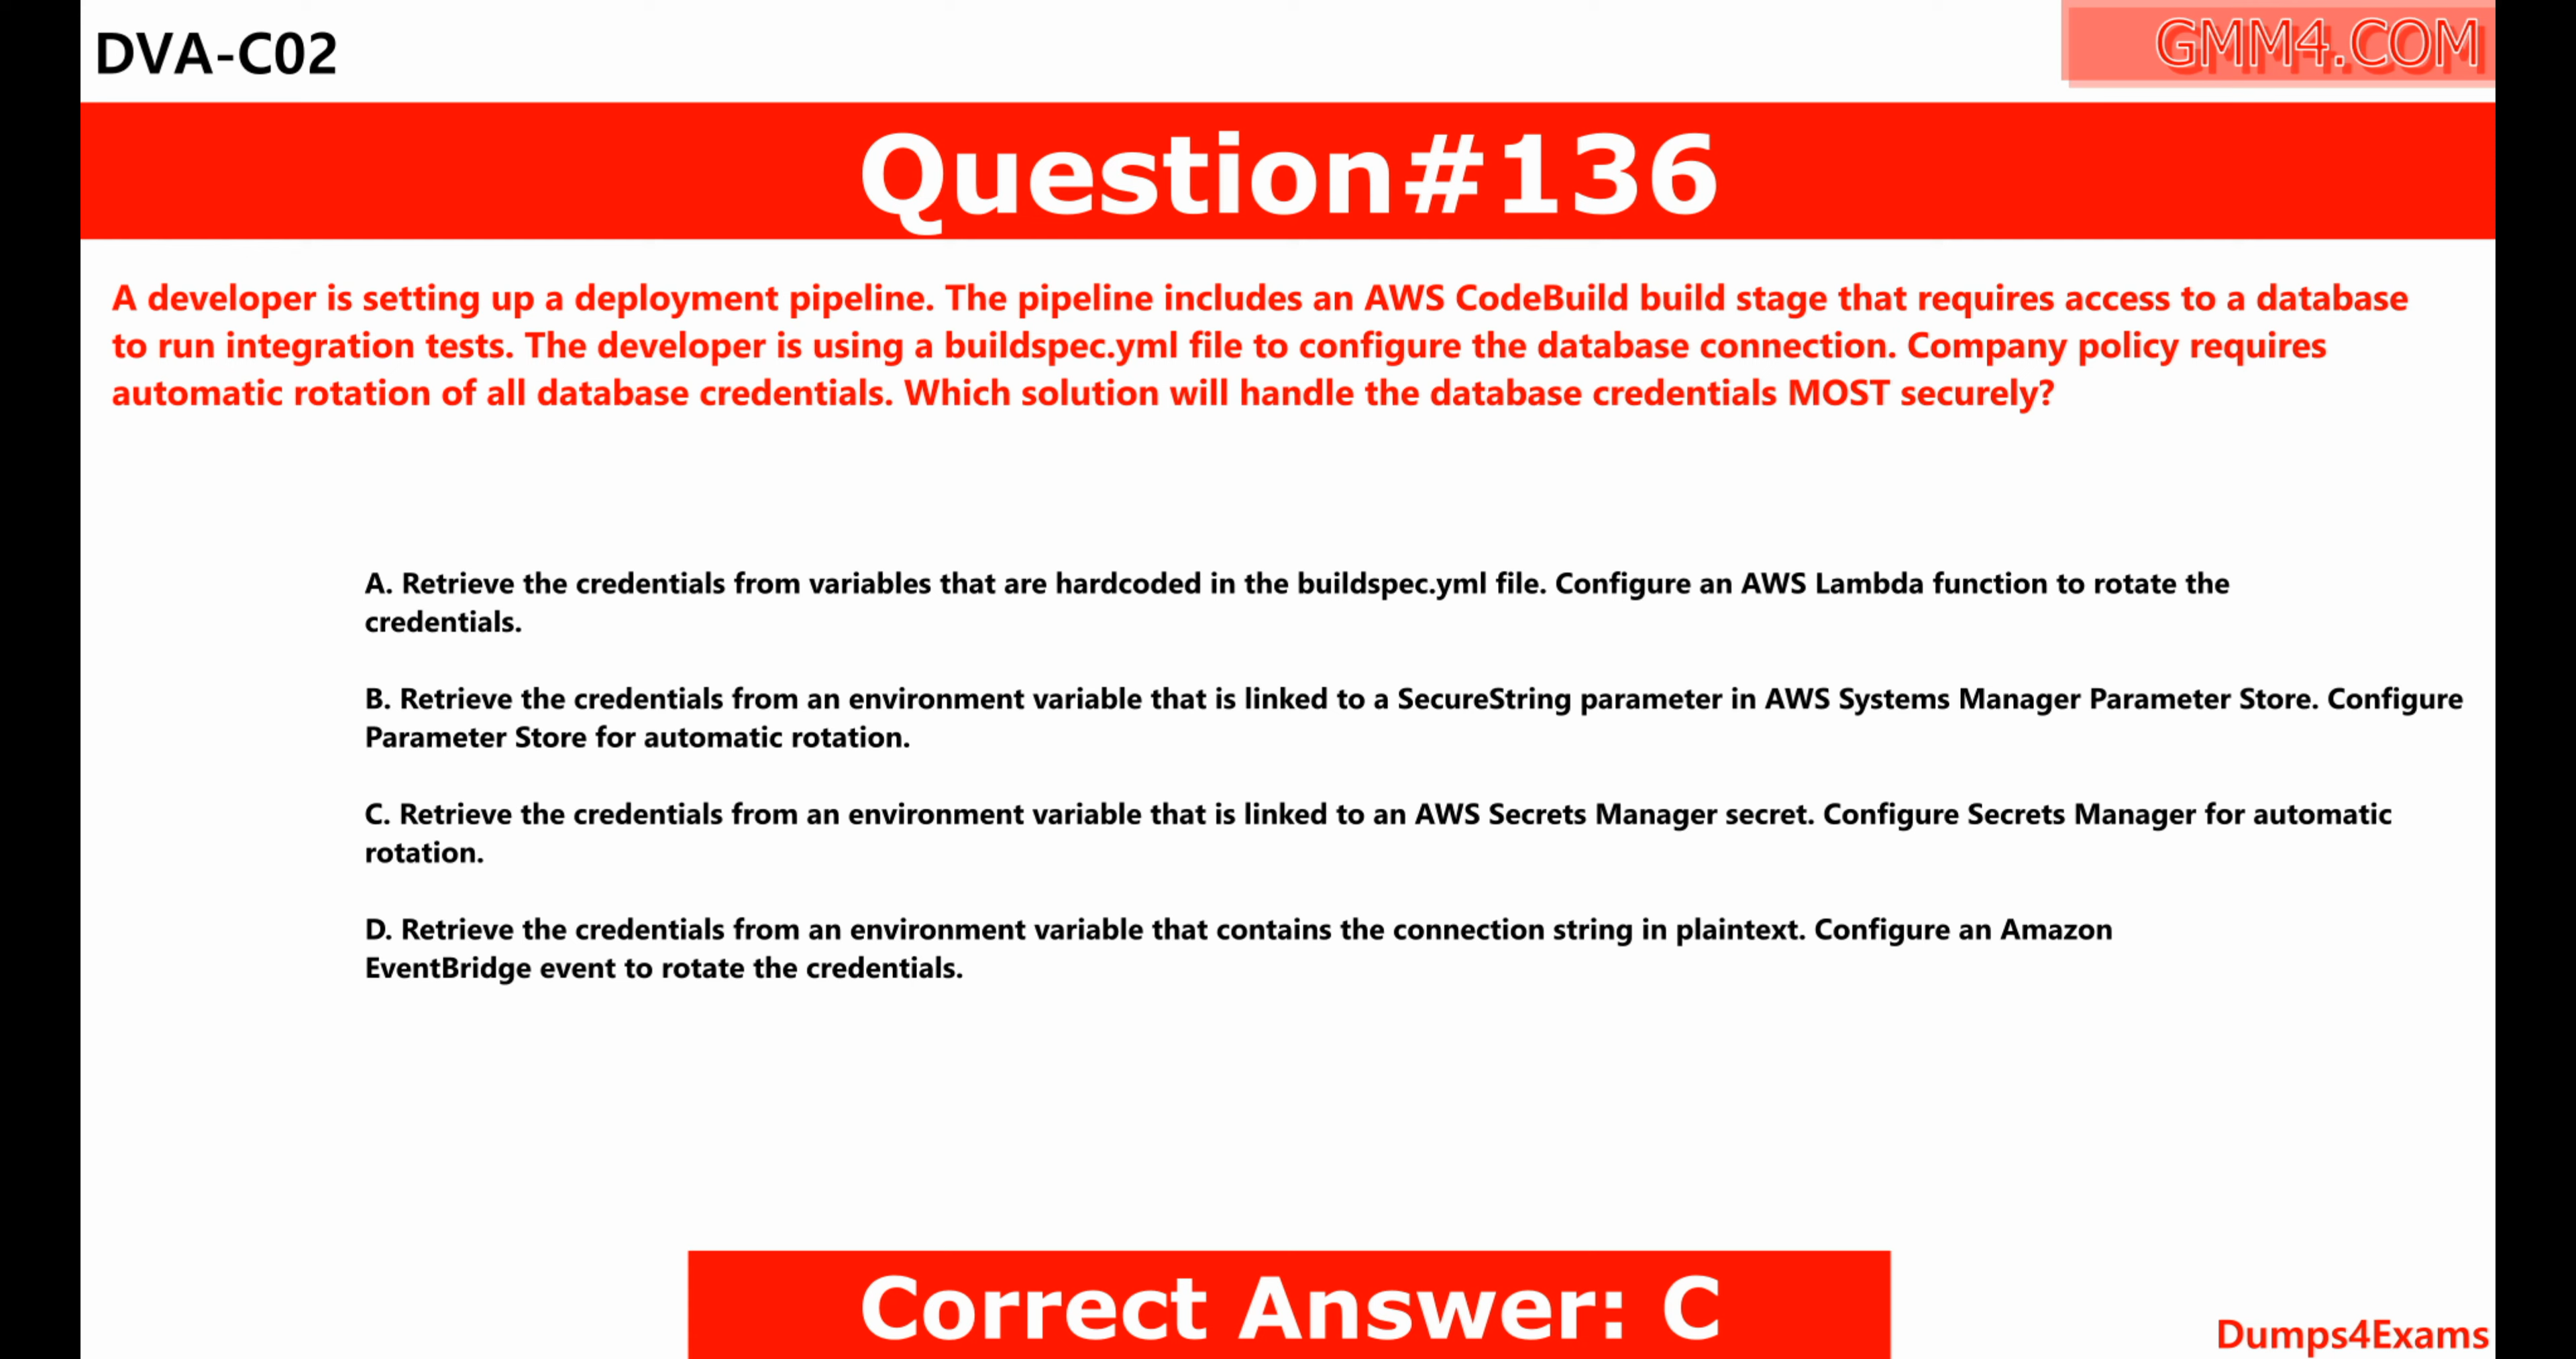 DVA-C02
GMM4.COM
Question#136
A developer is setting up a deployment pipeline. The pipeline includes an AWS CodeBuild build stage that requires access to a database
to run integration tests. The developer is using a buildspec.yml file to configure the database connection. Company policy requires
automatic rotation of all database credentials. Which solution will handle the database credentials MOST securely?
A. Retrieve the credentials from variables that are hardcoded in the buildspec.yml file. Configure an AWS Lambda function to rotate the
credentials.
B. Retrieve the credentials from an environment variable that is linked to a SecureString parameter in AWS Systems Manager Parameter Store. Configure
Parameter Store for automatic rotation.
C. Retrieve the credentials from an environment variable that is linked to an AWS Secrets Manager secret. Configure Secrets Manager for automatic
rotation.
D. Retrieve the credentials from an environment variable that contains the connection string in plaintext. Configure an Amazon
EventBridge event to rotate the credentials.
Correct Answer: C
Dumps4Exams